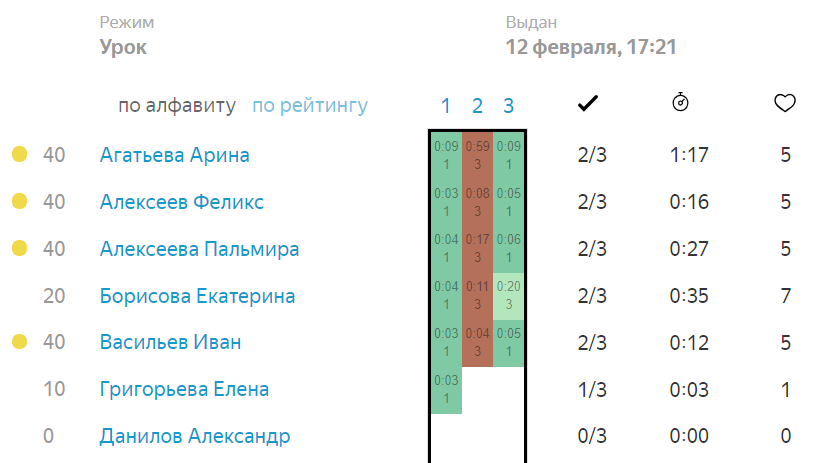 Режим Выдан
Урок 12 февраля, 17:21
по алфавиту по рейтингу 1 2 3
40 Агатьева Арина 0:09 1 0:59 3 0:09 1 2/3 1:17 5
40 Алексеев Феликс 0:03 1 0:08 3 0:05 1 2/3 0:16 5
40 Алексеева Пальмира 0:04 1 0:17 3 0:06 1 2/3 0:27 5
20 Борисова Екатерина 0:04 1 0:11 3 0:20 3 2/3 0:35 7
40 Васильев Иван 0:03 1 0:04 3 0:05 1 2/3 0:12 5
10 Григорьева Елена 0:03 1 1/3 0:03 1
0 Данилов Александр 0/3 0:00 0